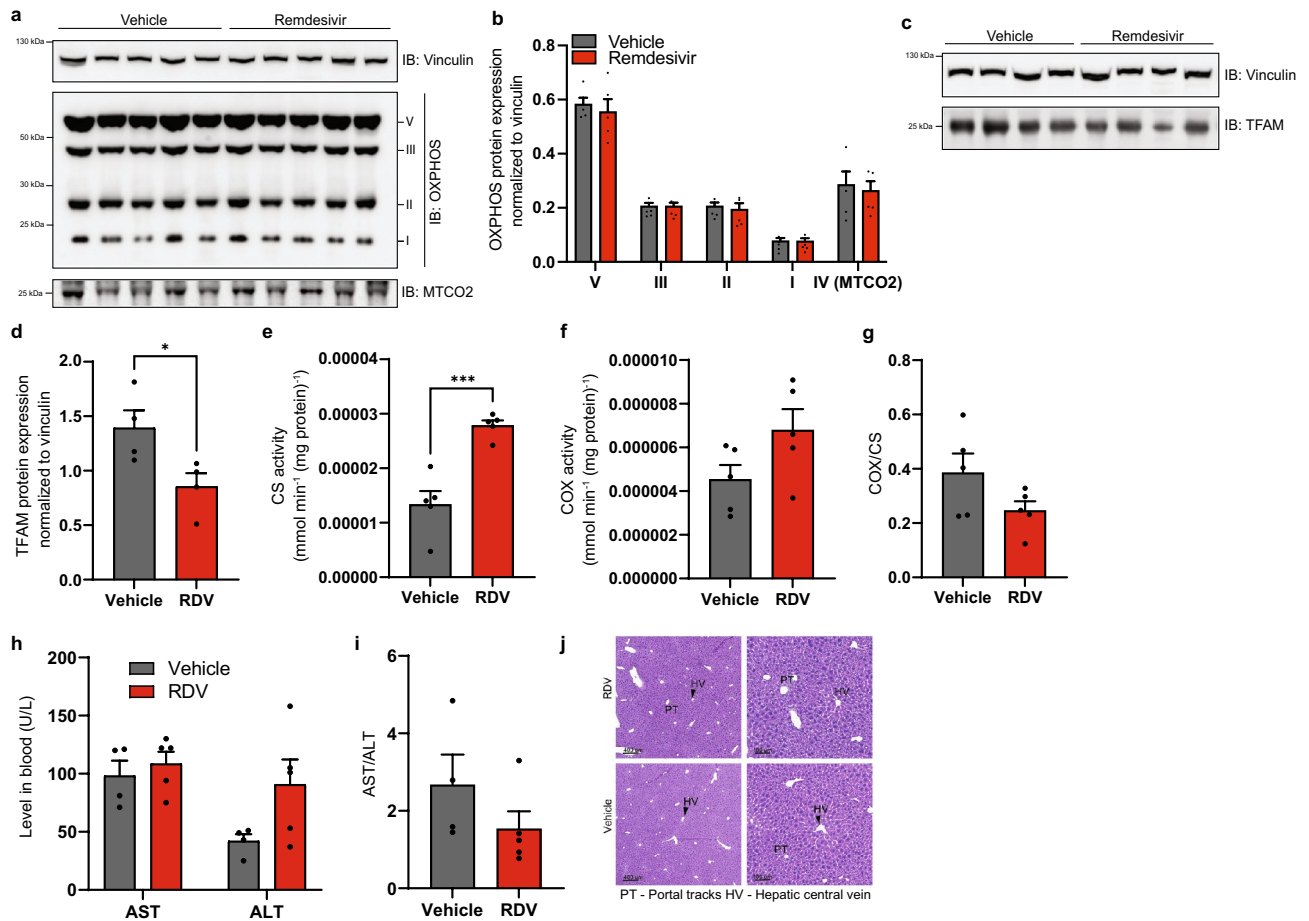 a
Vehicle
Remdesivir
130 kDa
IB: Vinculin
50 kDa
30 kDa
25 kDa
V
III
II
I
IB: OXPHOS
25 kDa
IB: MTCO2
b
OXPHOS protein expression
normalized to vinculin
0.8
0.6
0.4
0.2
0.0
Vehicle
Remdesivir
V
III
II
I
IV (MTCO2)
c
Vehicle
Remdesivir
130 kDa
IB: Vinculin
25 kDa
IB: TFAM
d
TFAM protein expression
normalized to vinculin
2.0
1.5
1.0
0.5
0.0
*
Vehicle
RDV
e
CS activity
(mmol min⁻¹ (mg protein)⁻¹
0.00004
0.00003
0.00002
0.00001
0.00000
***
Vehicle
RDV
f
COX activity
(mmol min⁻¹ (mg protein)⁻¹
0.000010
0.000008
0.000006
0.000004
0.000002
0.000000
Vehicle
RDV
g
COX/CS
0.8
0.6
0.4
0.2
0.0
Vehicle
RDV
h
Level in blood (U/L)
200
150
100
50
0
Vehicle
RDV
AST
ALT
i
AST/ALT
6
4
2
0
Vehicle
RDV
j
RDV
HV
PT
PT
HV
Vehicle
HV
HV
PT
PT - Portal tracks HV - Hepatic central vein